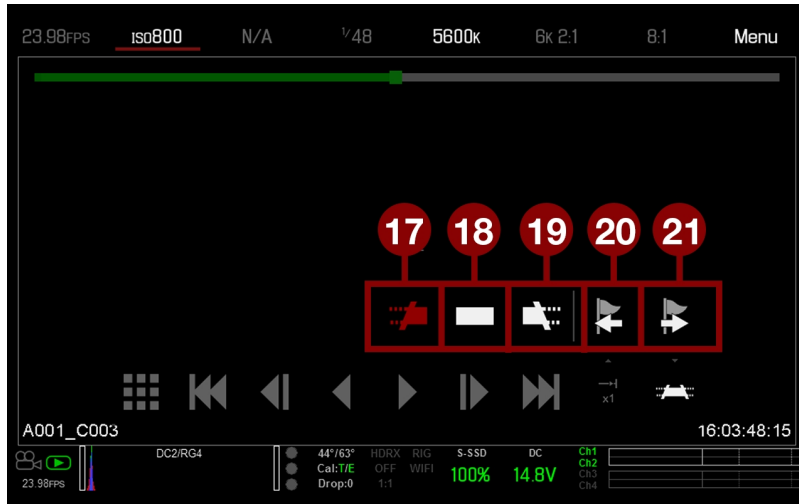 23.98FPS ISO800 N/A 1/48 5600K 6K 2:1 8:1 Menu
17 18 19 20 21
x1
A001_C003 16:03:48:15
DC2/RG4 44°/63° HDRX RIG S-SSD DC Ch1
Cal:T/E OFF WIFI 100% 14.8V Ch2
23.98FPS Drop:0 1:1 Ch3
Ch4